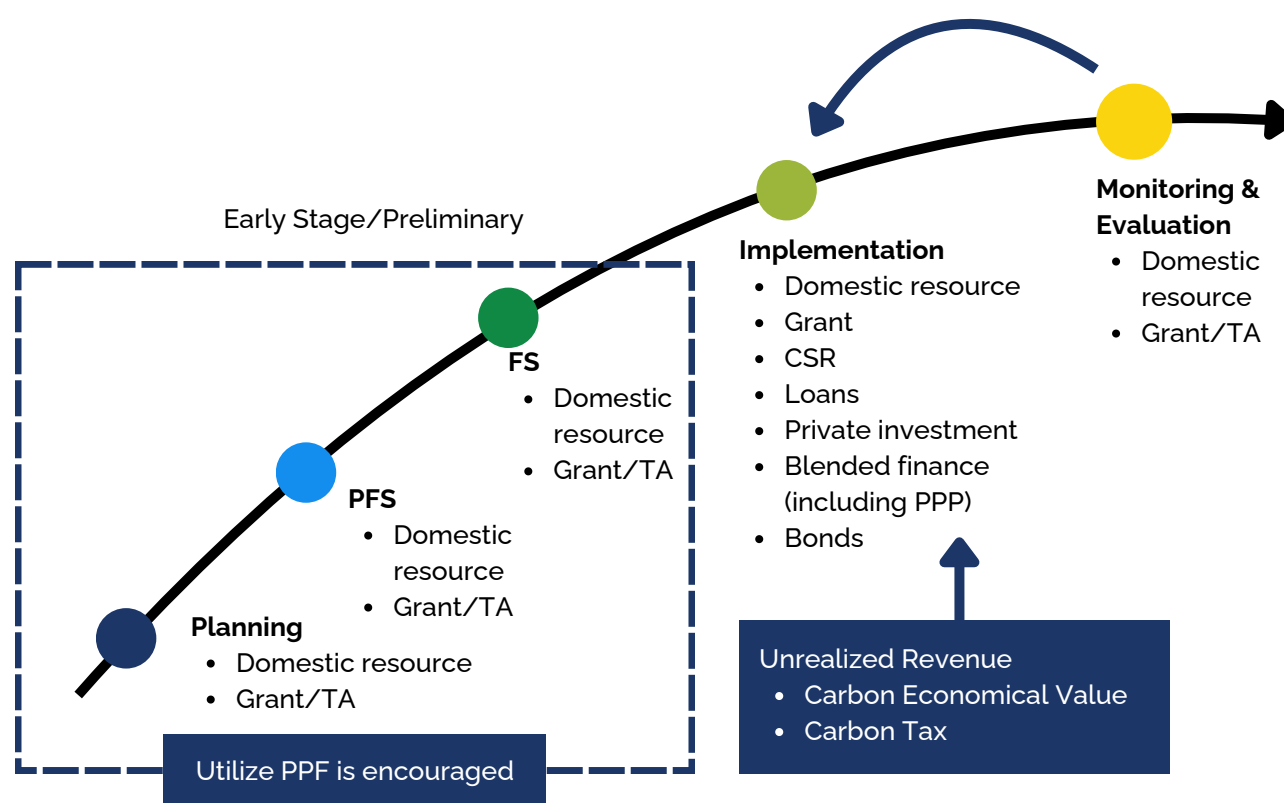 Early Stage/Preliminary
Planning
• Domestic resource
• Grant/TA
PFS
• Domestic
resource
• Grant/TA
FS
• Domestic
resource
• Grant/TA
Utilize PPF is encouraged
Implementation
• Domestic resource
• Grant
• CSR
• Loans
• Private investment
• Blended finance
(including PPP)
• Bonds
Unrealized Revenue
• Carbon Economical Value
• Carbon Tax
Monitoring &
Evaluation
• Domestic
resource
• Grant/TA